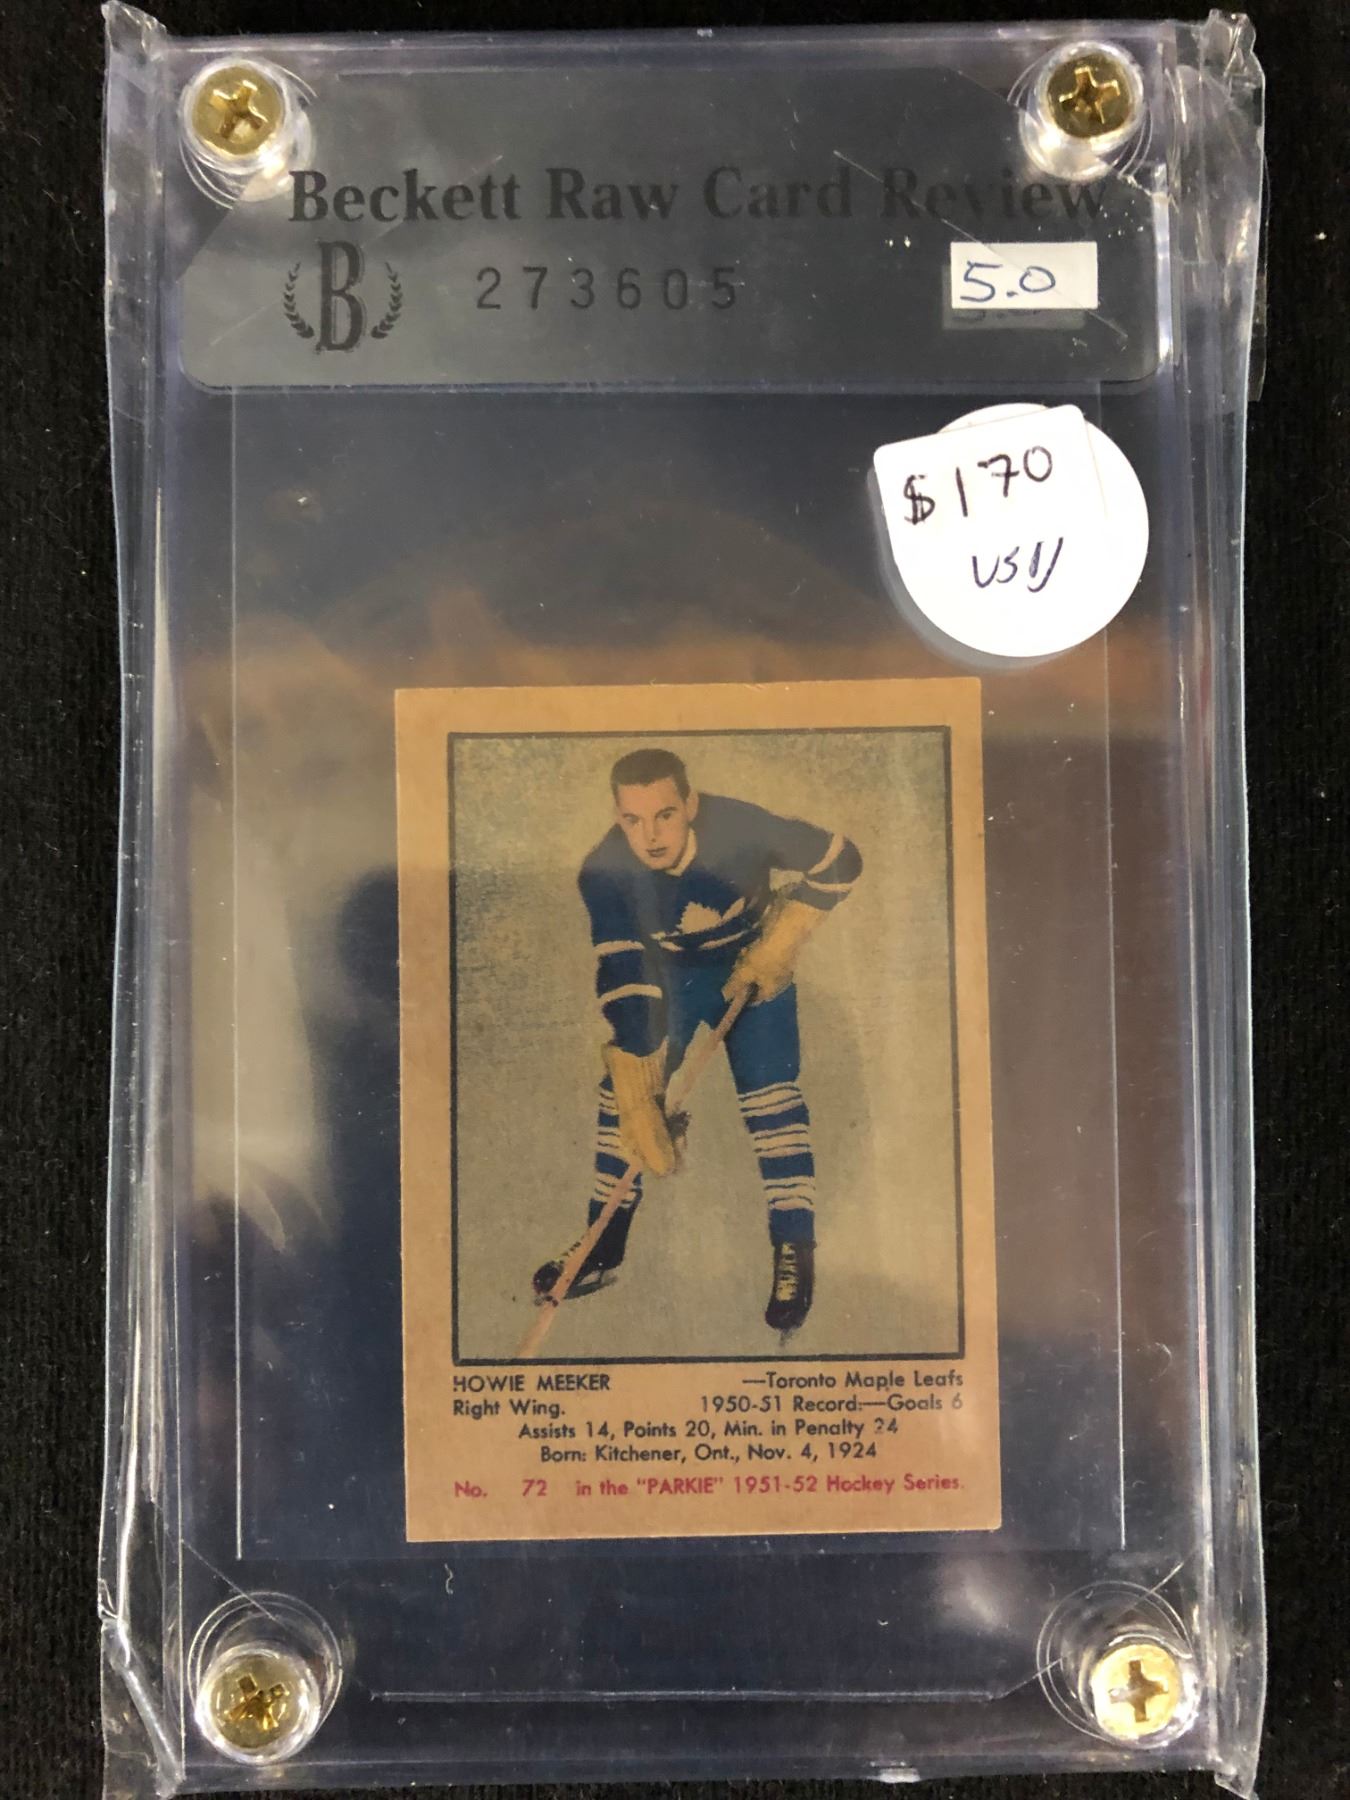 Beckett Raw Card Review
B 273605 5.0
$170
HOWIE MEEKER —Toronto Maple Leafs
Right Wing. 1950-51 Record:—Goals 6
Assists 14, Points 20, Min. in Penalty 24
Born: Kitchener, Ont., Nov. 4, 1924
No. 72 in the "PARKIE" 1951-52 Hockey Series.